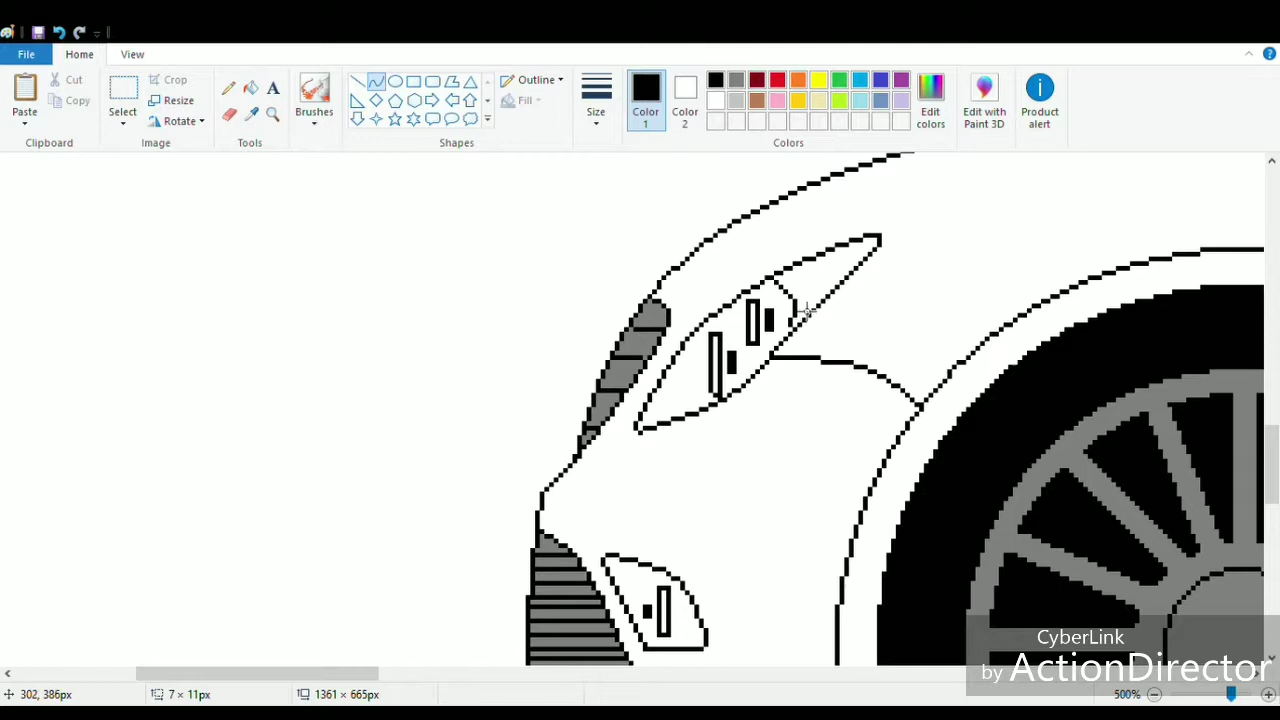 File Home View
Paste Cut Copy Clipboard
Select Crop Resize Rotate Image
A Tools
Brushes
Outline Fill Shapes
Size
Color 1 Color 2 Edit colors Colors
Edit with Paint 3D
Product alert
CyberLink
by ActionDirector
302, 386px 7 × 11px 1361 × 665px 500%